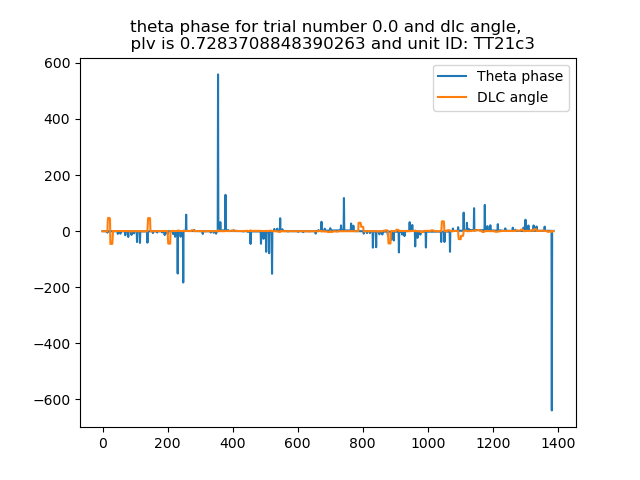 theta phase for trial number 0.0 and dlc angle,
plv is 0.7283708848390263 and unit ID: TT21c3
Theta phase
DLC angle
600
400
200
0
−200
−400
−600
0 200 400 600 800 1000 1200 1400